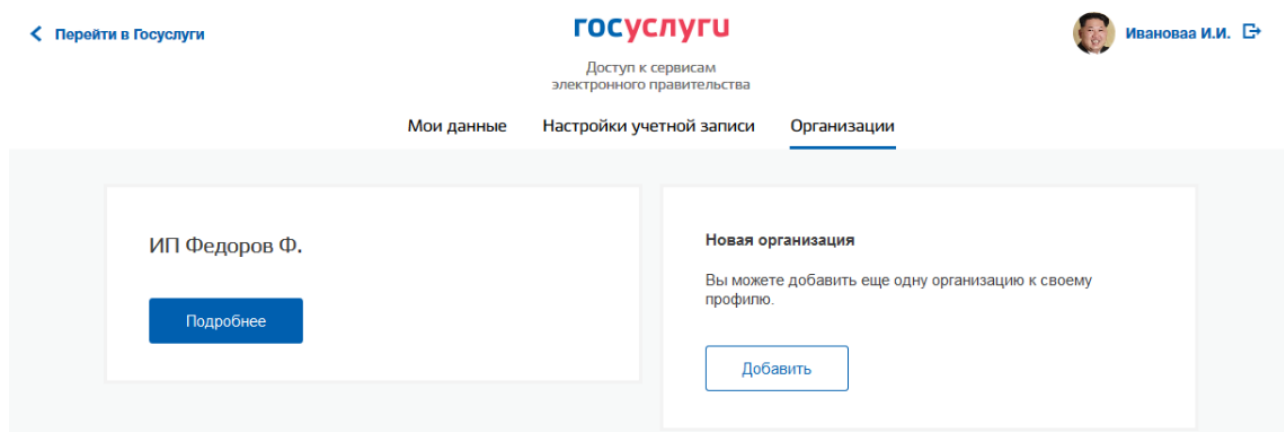 Перейти в Госуслуги
госуслуги
Ивановаа И.И.
Доступ к сервисам
электронного правительства
Мои данные
Настройки учетной записи
Организации
ИП Федоров Ф.
Подробнее
Новая организация
Вы можете добавить еще одну организацию к своему
профилю.
Добавить